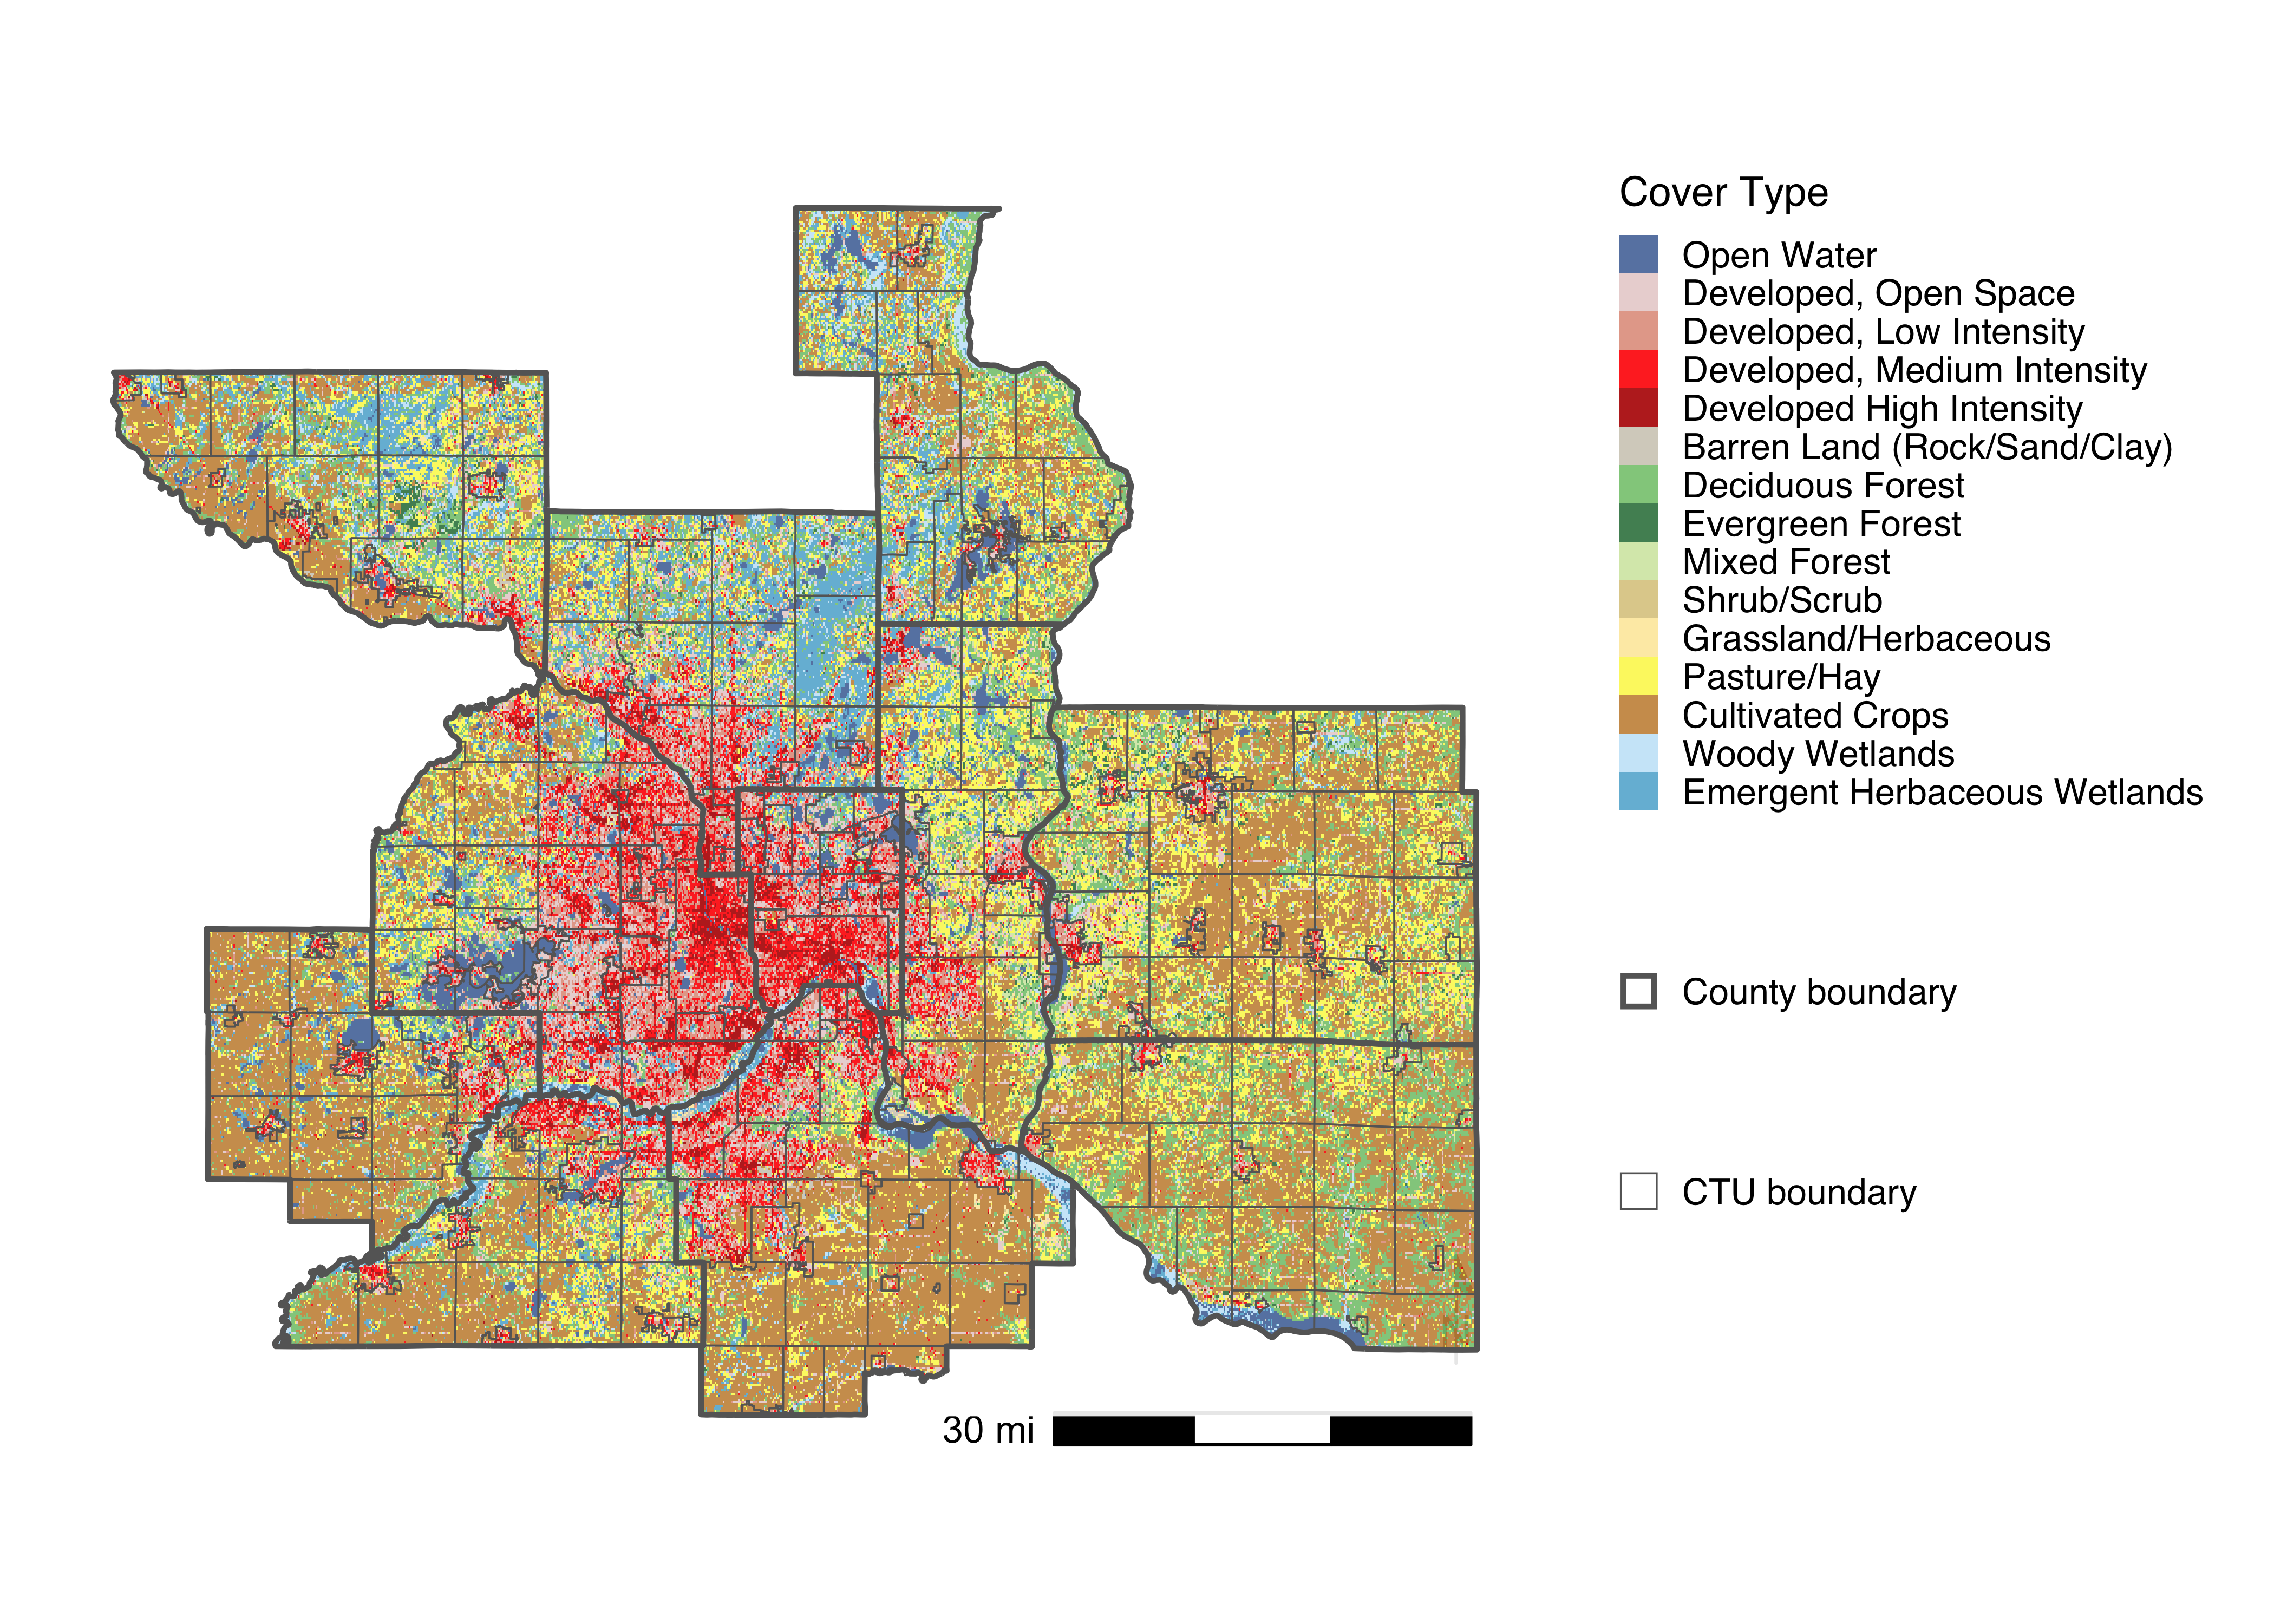 Cover Type
Open Water
Developed, Open Space
Developed, Low Intensity
Developed, Medium Intensity
Developed High Intensity
Barren Land (Rock/Sand/Clay)
Deciduous Forest
Evergreen Forest
Mixed Forest
Shrub/Scrub
Grassland/Herbaceous
Pasture/Hay
Cultivated Crops
Woody Wetlands
Emergent Herbaceous Wetlands
County boundary
CTU boundary
30 mi